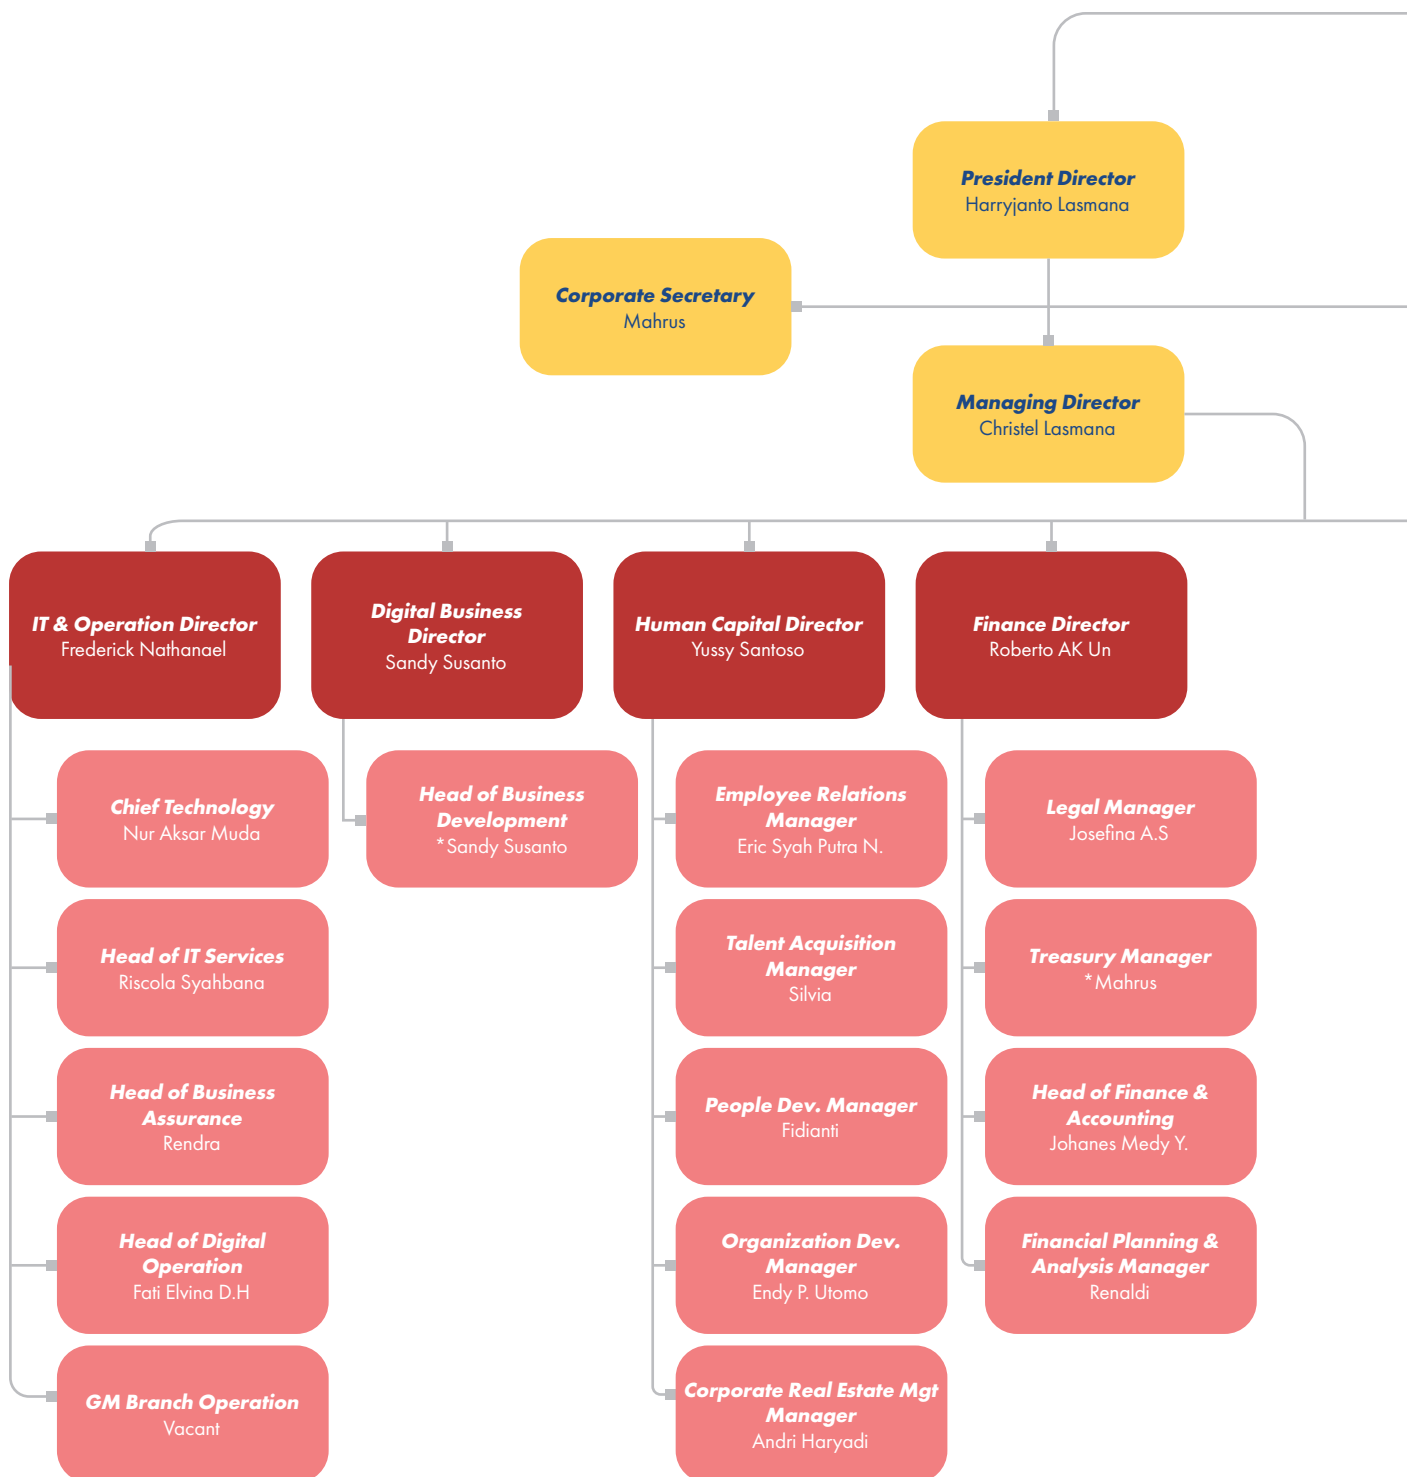 President Director
Harryjanto Lasmana
Corporate Secretary
Mahrus
Managing Director
Christel Lasmana
IT & Operation Director
Frederick Nathanael
Digital Business
Director
Sandy Susanto
Human Capital Director
Yussy Santoso
Finance Director
Roberto AK Un
Chief Technology
Nur Aksar Muda
Head of IT Services
Riscola Syahbana
Head of Business
Assurance
Rendra
Head of Digital
Operation
Fati Elvina D.H
GM Branch Operation
Vacant
Head of Business
Development
*Sandy Susanto
Employee Relations
Manager
Eric Syah Putra N.
Talent Acquisition
Manager
Silvia
People Dev. Manager
Fidianti
Organization Dev.
Manager
Endy P. Utomo
Corporate Real Estate Mgt
Manager
Andri Haryadi
Legal Manager
Josefina A.S
Treasury Manager
*Mahrus
Head of Finance &
Accounting
Johanes Medy Y.
Financial Planning &
Analysis Manager
Renaldi